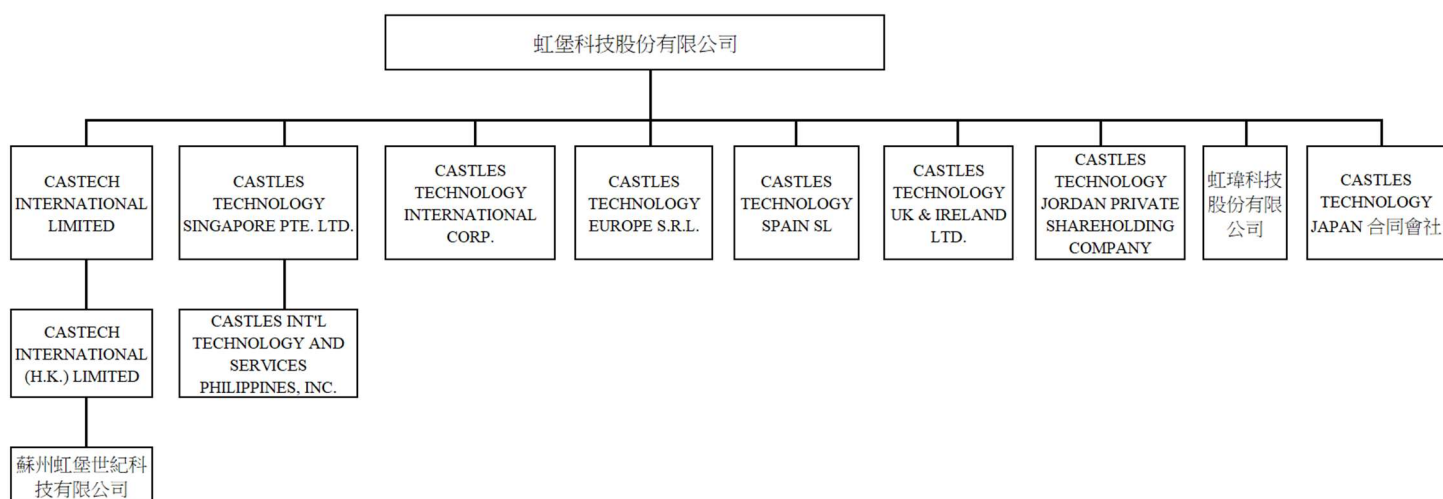 虹堡科技股份有限公司
CASTECH
INTERNATIONAL
LIMITED
CASTLES
TECHNOLOGY
SINGAPORE PTE. LTD.
CASTLES
TECHNOLOGY
INTERNATIONAL
CORP.
CASTLES
TECHNOLOGY
EUROPE S.R.L.
CASTLES
TECHNOLOGY
SPAIN SL
CASTLES
TECHNOLOGY
UK & IRELAND
LTD.
CASTLES
TECHNOLOGY
JORDAN PRIVATE
SHAREHOLDING
COMPANY
虹瑋科技
股份有限
公司
CASTLES
TECHNOLOGY
JAPAN 合同會社
CASTECH
INTERNATIONAL
(H.K.) LIMITED
CASTLES INT'L
TECHNOLOGY AND
SERVICES
PHILIPPINES, INC.
蘇州虹堡世紀科
技有限公司